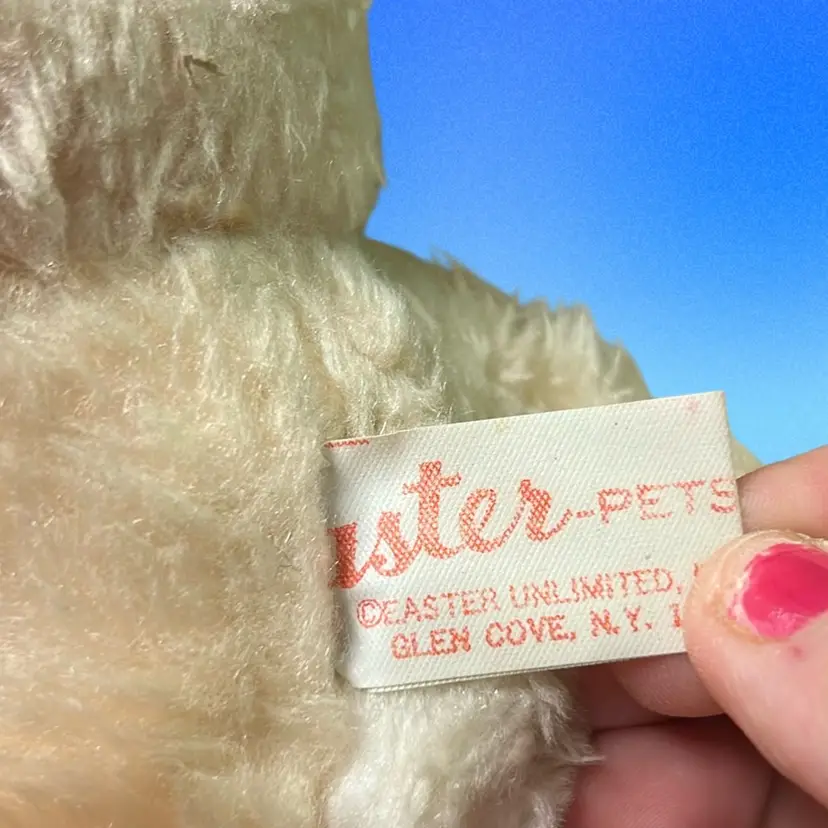 aster-PETS
©EASTER UNLIMITED,
GLEN COVE, N.Y.